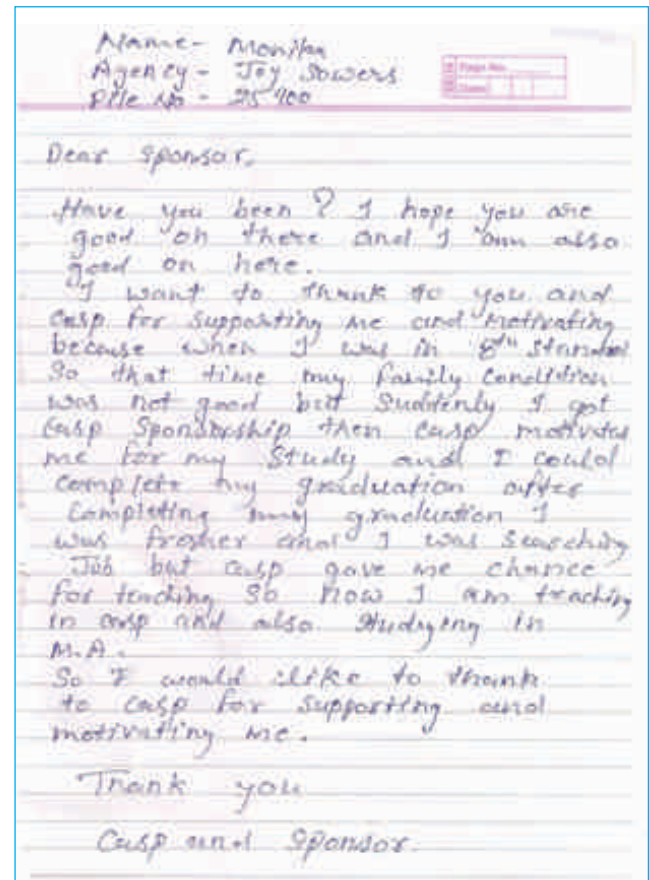 Name - Monika
Agency - Joy Sowers
File No - 25700
Page No.
Date
Dear Sponsor,
Have you been ? I hope you are
good on there and I am also
good on here.
I want to thank to you and
Casp for supporting me and motivating
because when I was in 8th standard
So that time my family condition
was not good but Suddenly I got
Casp Sponsorship then Casp motivates
me for my Study and I could
complete my graduation after
Completing my graduation I
was fresher and I was Searching
Job but casp gave me chance
for teaching So now I am teaching
in casp and also Studying in
M.A.
So I would like to thank
to Casp for Supporting and
motivating me.
Thank you
Casp and Sponsor.